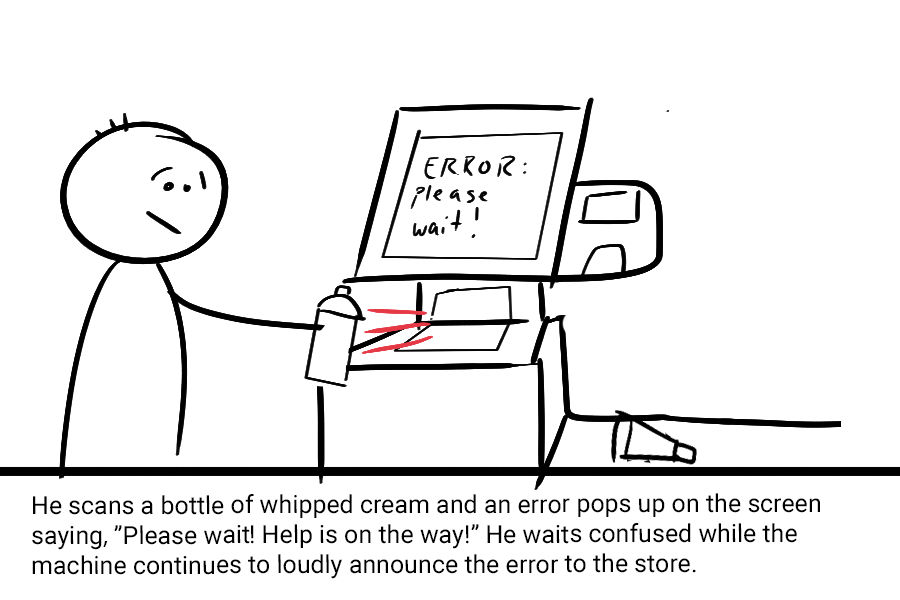 ERROR:
please
wait!
He scans a bottle of whipped cream and an error pops up on the screen
saying, ”Please wait! Help is on the way!” He waits confused while the
machine continues to loudly announce the error to the store.